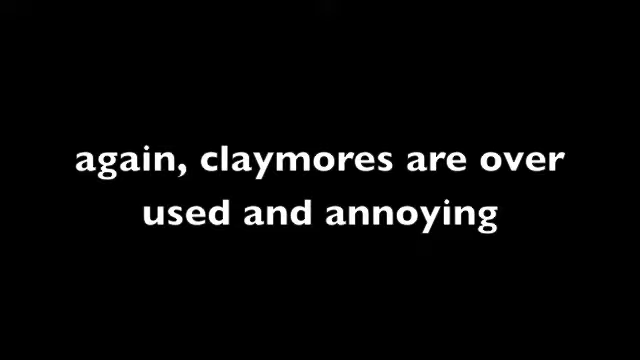 again, claymores are over
used and annoying